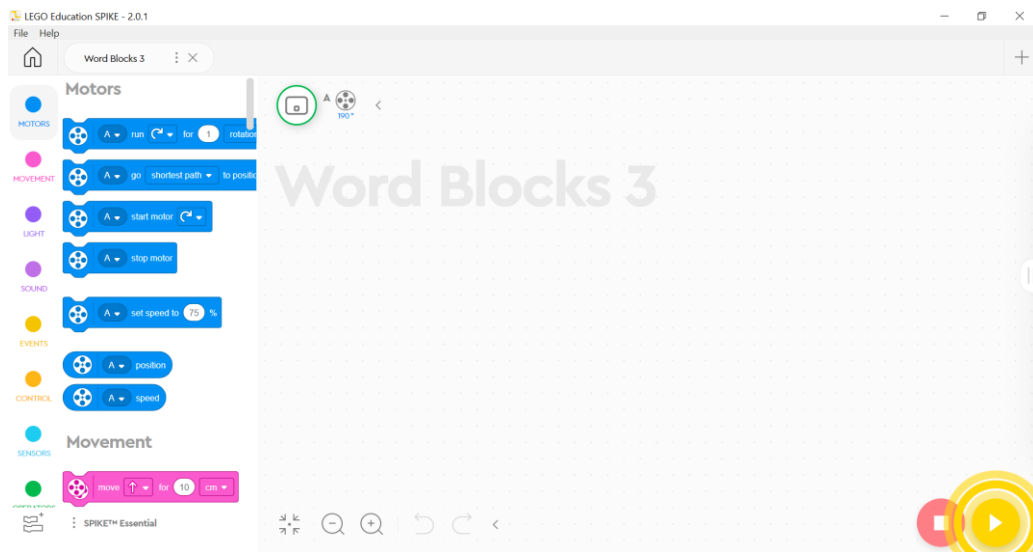 LEGO Education SPIKE - 2.0.1
File Help
Word Blocks 3
Motors
MOTORS
MOVEMENT
LIGHT
SOUND
EVENTS
CONTROL
SENSORS
OPERATORS
A run for 1 rotation
A go shortest path to positio
A start motor
A stop motor
A set speed to 75 %
A position
A speed
Movement
move for 10 cm
SPIKE™ Essential
A
190°
Word Blocks 3